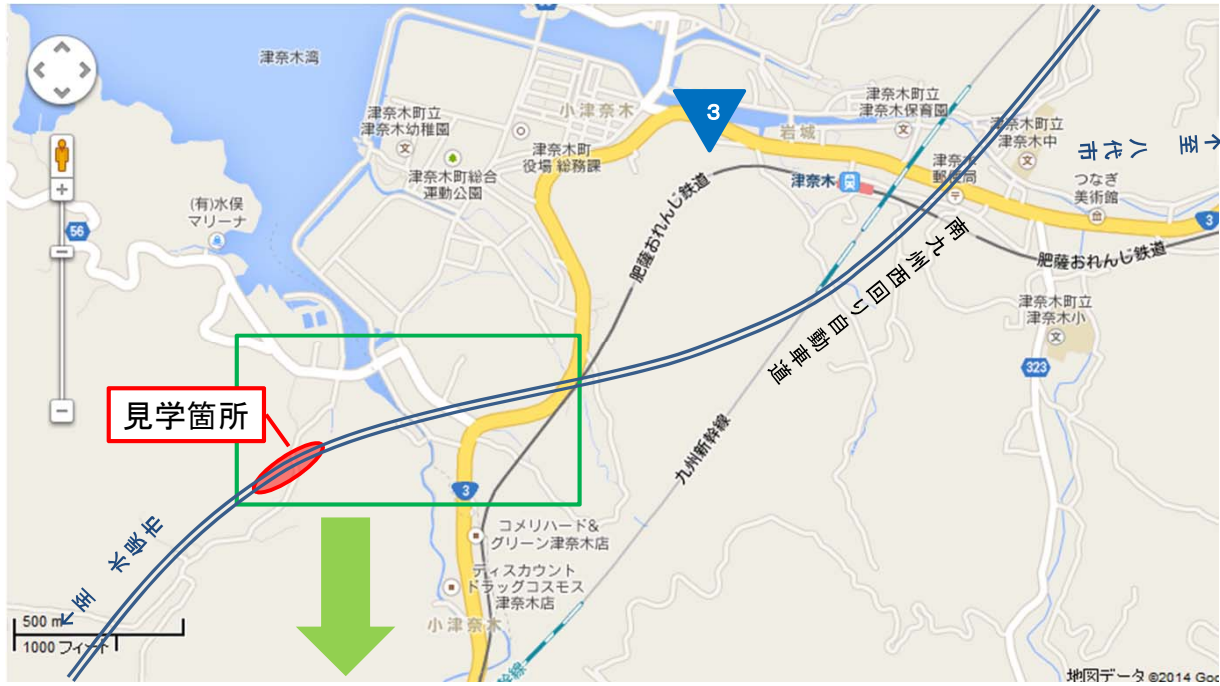 津奈木湾
小津奈木
3
津奈木町立
津奈木幼稚園
津奈木町
役場 総務課
津奈木町総合
運動公園
(有)水俣
マリーナ
56
岩城
津奈木町立
津奈木保育園
津奈木町立
津奈木中
津奈木
郵便局
つなぎ
美術館
至
八代市
津奈木
3
肥薩おれんじ鉄道
肥薩おれんじ鉄道
南九州西回り自動車道
津奈木町立
津奈木小
323
九州新幹線
見学箇所
3
コメリハード&
グリーン津奈木店
ディスカウント
ドラッグコスモス
津奈木店
小津奈木
←至 水俣市
500 m
1000 フィート
幹線
地図データ ©2014 Goo